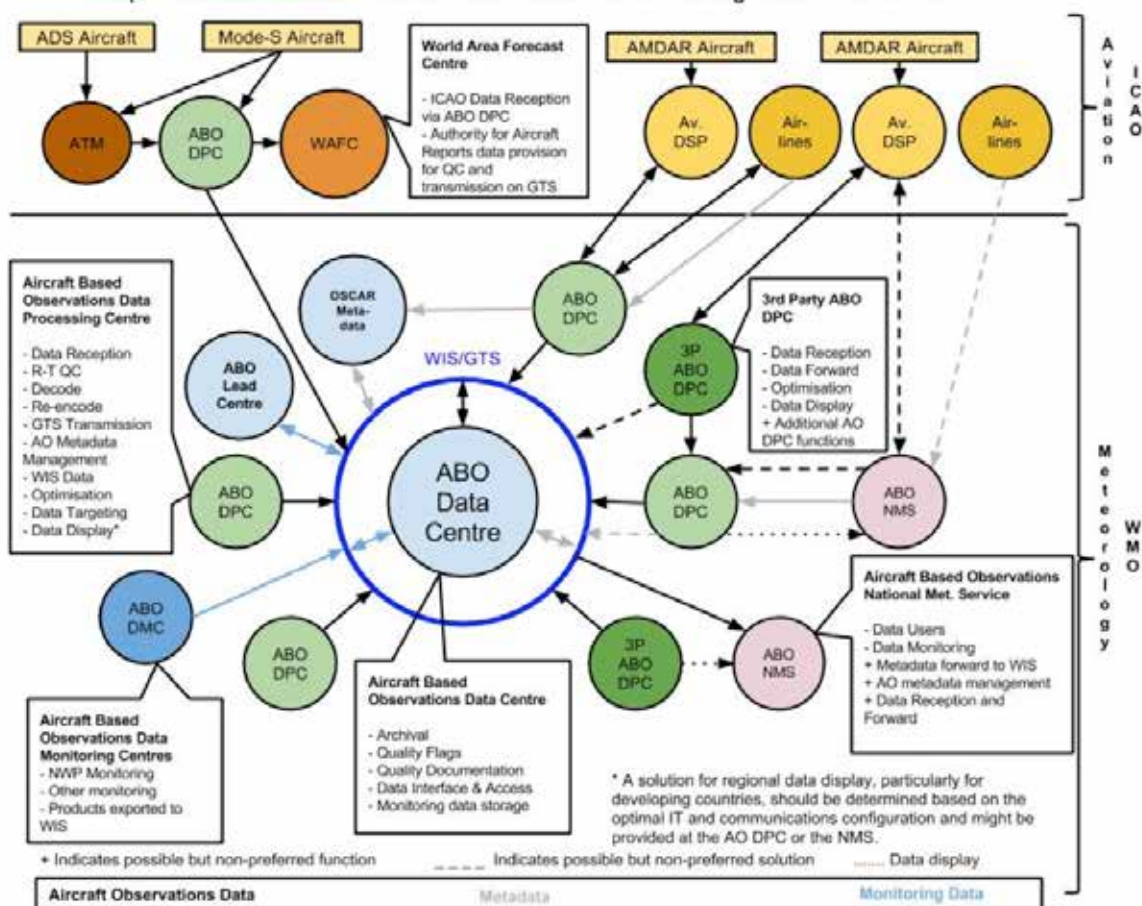 ADS Aircraft
Mode-S Aircraft
AMDAR Aircraft
AMDAR Aircraft
World Area Forecast
Centre
- ICAO Data Reception
via ABO DPC
- Authority for Aircraft
Reports data provision
for QC and
transmission on GTS
ATM
ABO
DPC
WAFC
Av.
DSP
Air-
lines
Av.
DSP
Air-
lines
Aviation
ICAO
Aircraft Based
Observations Data
Processing Centre
- Data Reception
- R-T QC
- Decode
- Re-encode
- GTS Transmission
- AO Metadata
Management
- WIS Data
- Optimisation
- Data Targeting
- Data Display*
OSCAR
Meta-
data
ABO
DPC
3rd Party ABO
DPC
- Data Reception
- Data Forward
- Optimisation
- Data Display
+ Additional AO
DPC functions
3P
ABO
DPC
WIS/GTS
ABO
Lead
Centre
ABO
Data
Centre
ABO
DPC
ABO
DPC
ABO
NMS
Meteorology
WMO
ABO
DMC
ABO
DPC
3P
ABO
DPC
ABO
NMS
Aircraft Based Observations
National Met. Service
- Data Users
- Data Monitoring
+ Metadata forward to WIS
+ AO metadata management
+ Data Reception and
Forward
Aircraft Based
Observations Data
Monitoring Centres
- NWP Monitoring
- Other monitoring
- Products exported to
WIS
Aircraft Based
Observations Data Centre
- Archival
- Quality Flags
- Quality Documentation
- Data Interface & Access
- Monitoring data storage
* A solution for regional data display, particularly for
developing countries, should be determined based on the
optimal IT and communications configuration and might be
provided at the AO DPC or the NMS.
+ Indicates possible but non-preferred function
Indicates possible but non-preferred solution
Data display
Aircraft Observations Data
Metadata
Monitoring Data